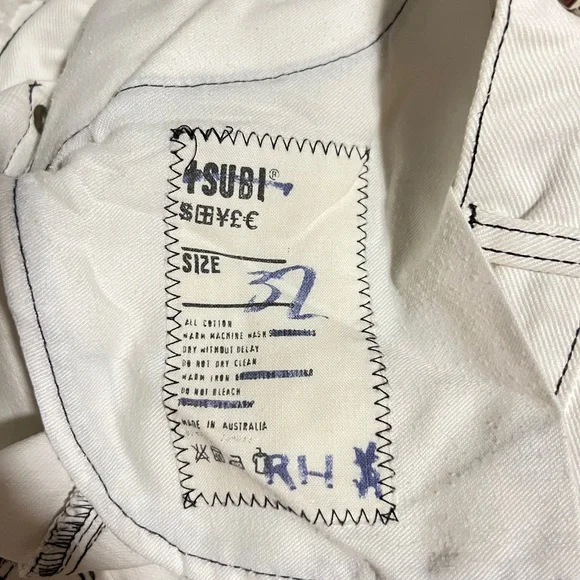 TSUBI®
$田¥£€
SIZE
32
ALL COTTON
WARM MACHINE WASH
DRY WITHOUT DELAY
DO NOT DRY CLEAN
WARM IRON
DO NOT BLEACH
MADE IN AUSTRALIA
RH